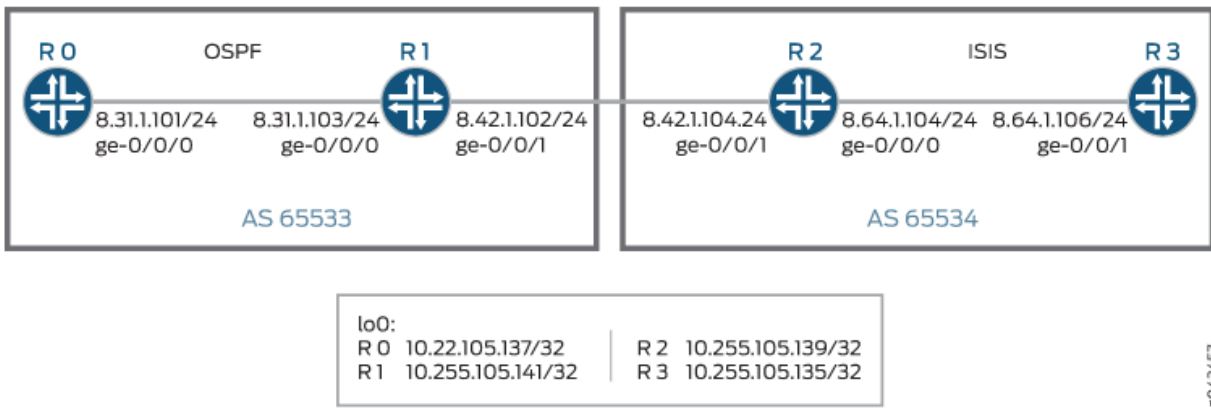 R 0 OSPF R 1 R 2 ISIS R 3
8.31.1.101/24 8.31.1.103/24 8.42.1.102/24 8.42.1.104.24 8.64.1.104/24 8.64.1.106/24
ge-0/0/0 ge-0/0/0 ge-0/0/1 ge-0/0/1 ge-0/0/0 ge-0/0/1
AS 65533 AS 65534
lo0:
R 0 10.22.105.137/32 R 2 10.255.105.139/32
R 1 10.255.105.141/32 R 3 10.255.105.135/32